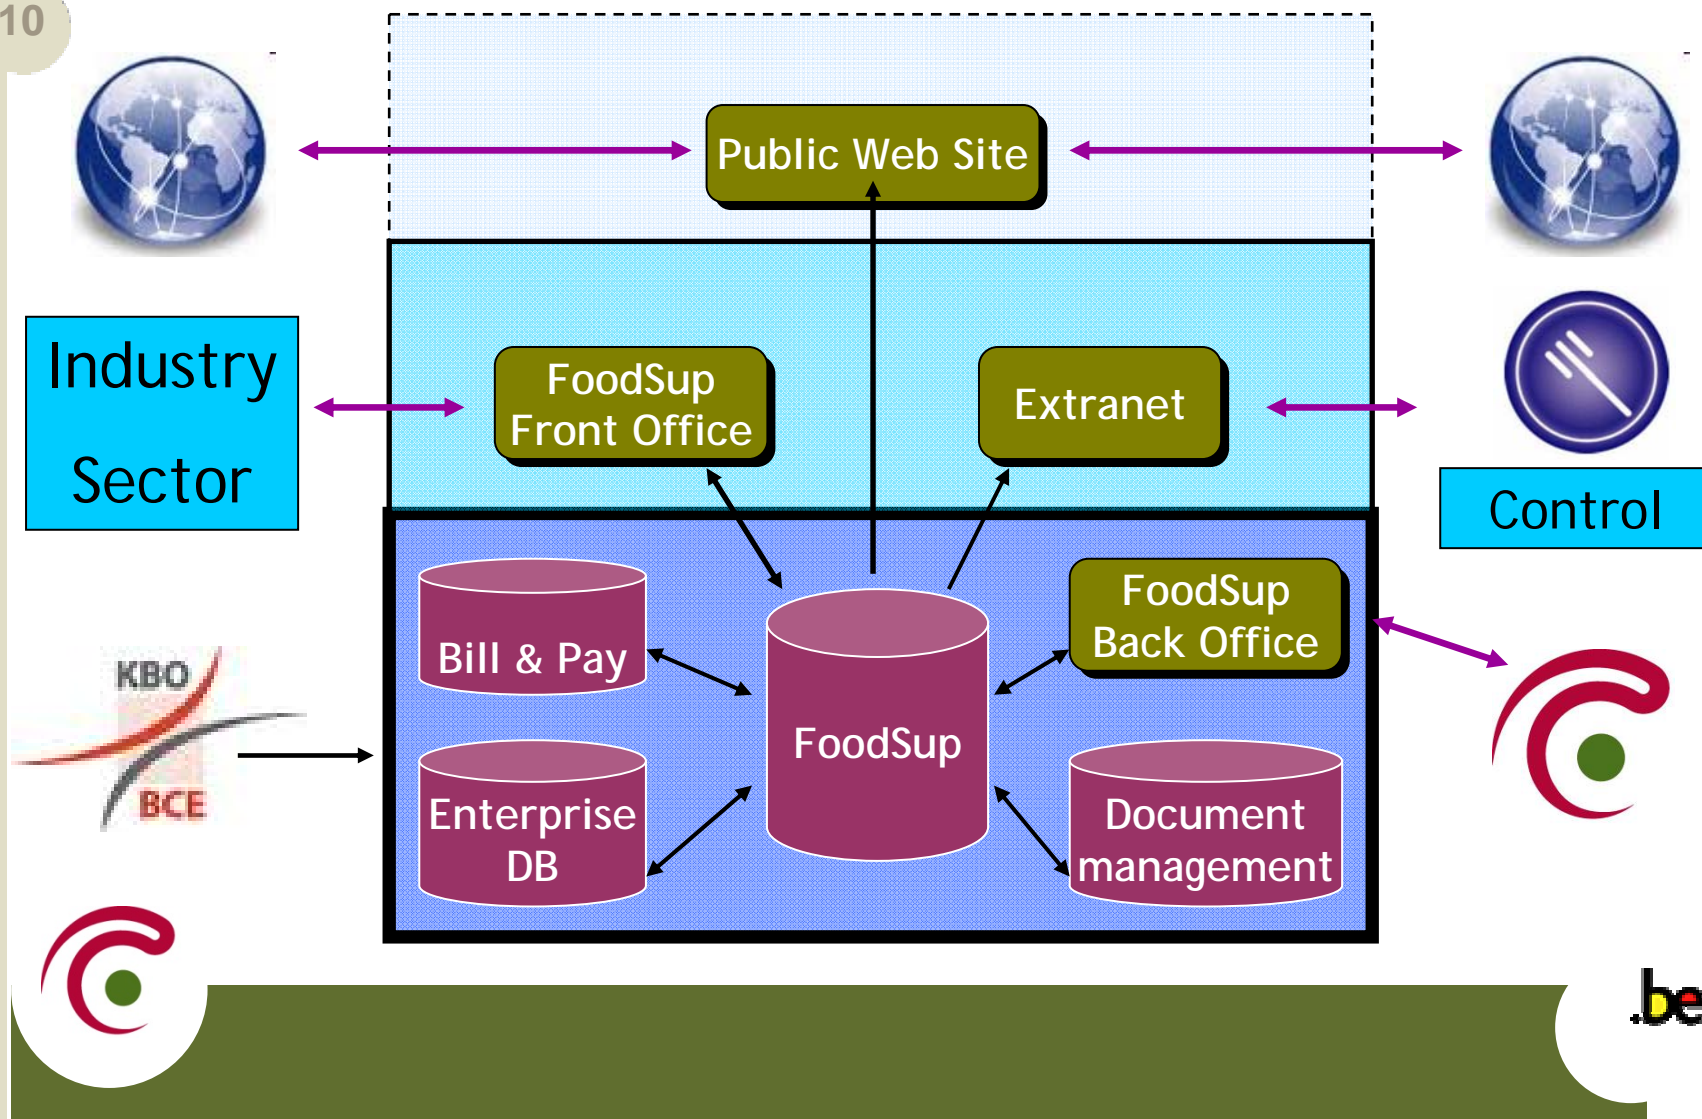 10
Public Web Site
Industry
Sector
FoodSup
Front Office
Extranet
Control
Bill & Pay
FoodSup
Back Office
KBO
BCE
FoodSup
Enterprise
DB
Document
management
.be